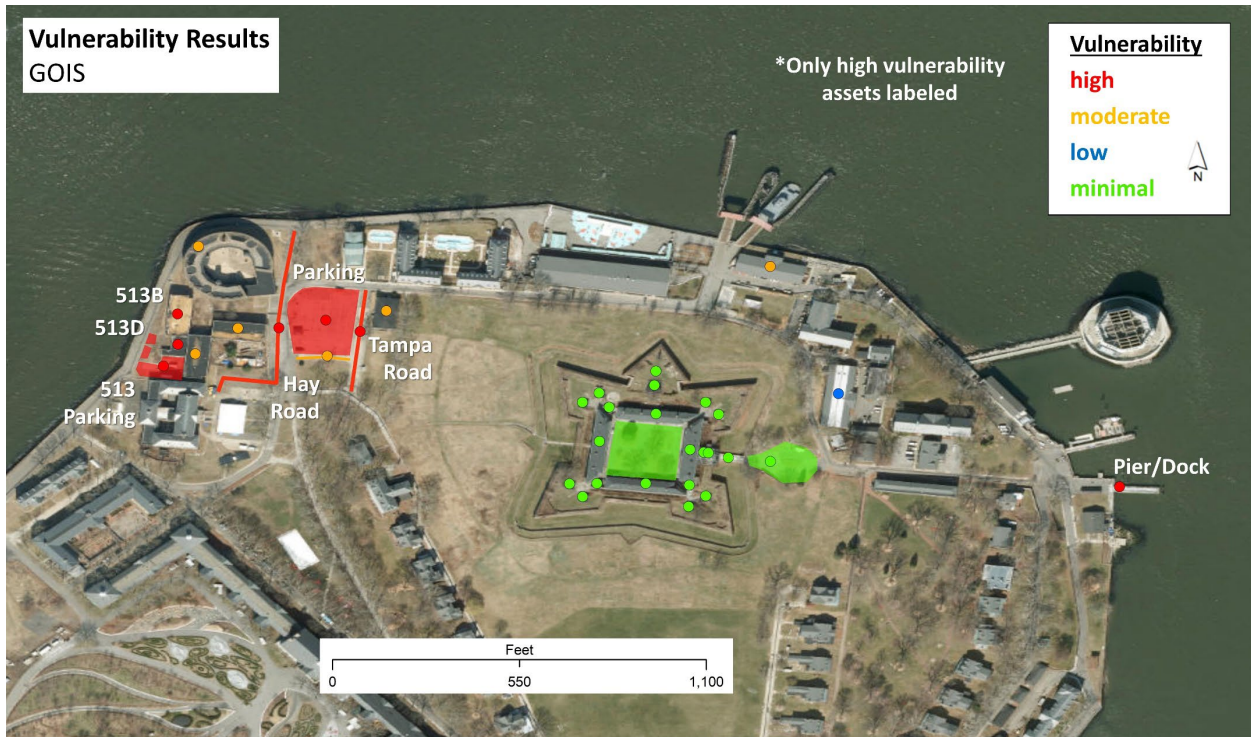 Vulnerability Results
GOIS
*Only high vulnerability
assets labeled
Vulnerability
high
moderate
low
minimal
N
Parking
513B
513D
Tampa
Road
Hay
Road
513
Parking
Pier/Dock
Feet
0 550 1,100